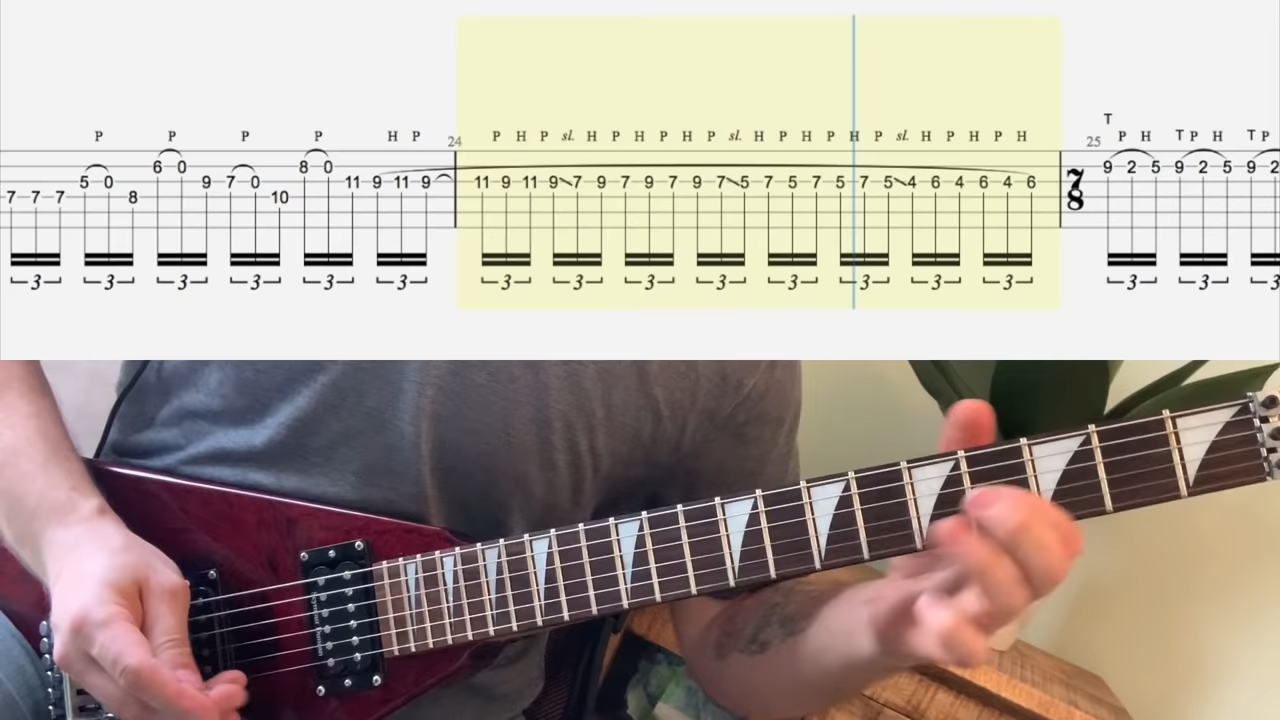 T
P P P P H P 24 P H P sl. H P H P H P sl. H P H P H P sl. H P H P H 25 P H T P H T P
6 0 8 0 9 2 5 9 2 5 9 2
5 0 9 7 0 11 9 11 9 11 9 11 9 7 9 7 9 7 9 7 5 7 5 7 5 7 5 4 6 4 6 4 6 7
7 7 7 8 10 8
3 3 3 3 3 3 3 3 3 3 3 3 3 3 3 3 3
Seymour Duncan